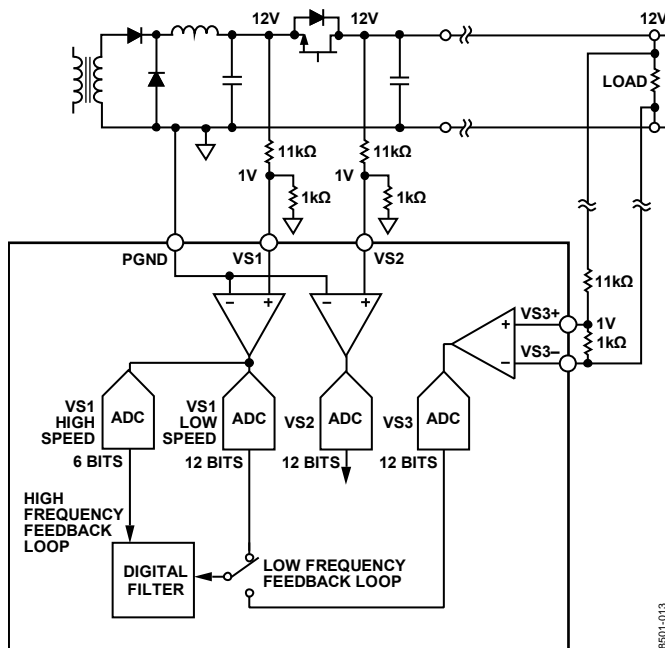 12V
12V
12V
LOAD
11kΩ
11kΩ
1V
1V
1kΩ
1kΩ
PGND
VS1
VS2
11kΩ
VS3+
1V
1kΩ
VS3–
–
+
–
+
+
–
VS1
HIGH
SPEED
ADC
VS1
LOW
SPEED
ADC
VS2
ADC
VS3
ADC
6 BITS
12 BITS
12 BITS
12 BITS
HIGH
FREQUENCY
FEEDBACK
LOOP
DIGITAL
FILTER
LOW FREQUENCY
FEEDBACK LOOP
8501-013